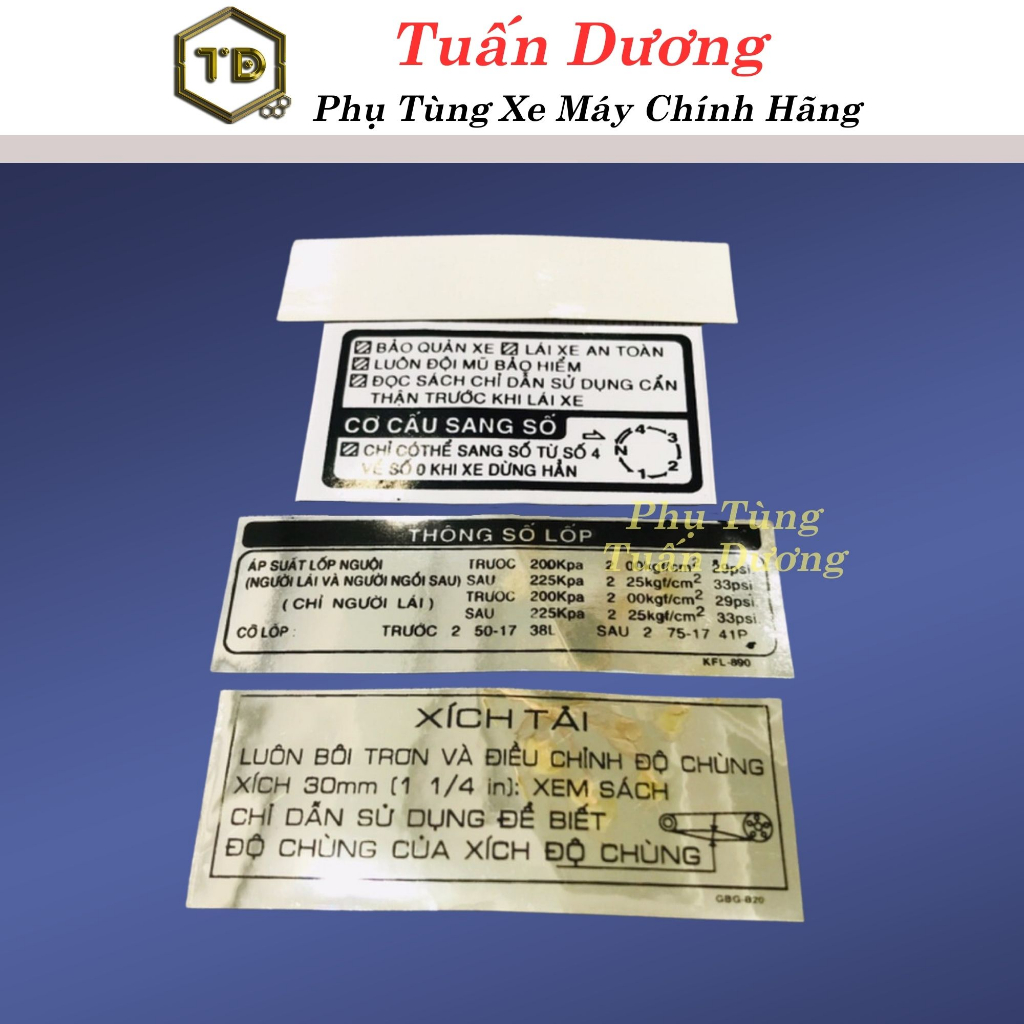 TD
Tuấn Dương
Phụ Tùng Xe Máy Chính Hãng
BẢO QUẢN XE LÁI XE AN TOÀN
LUÔN ĐỘI MŨ BẢO HIỂM
ĐỌC SÁCH CHỈ DẪN SỬ DỤNG CẨN
THẬN TRƯỚC KHI LÁI XE
CƠ CẤU SANG SỐ
CHỈ CÓTHỂ SANG SỐ TỪ SỐ 4
VỀ SỐ 0 KHI XE DỪNG HẲN
N 4 3 2 1
Phụ Tùng
Tuấn Dương
THÔNG SỐ LỐP
ÁP SUẤT LỐP NGUỘI TRUOC 200Kpa 2 00kgf/cm² 29psi
(NGƯỜI LÁI VÀ NGƯỜI NGỒI SAU) SAU 225Kpa 2 25kgf/cm² 33psi
(CHỈ NGƯỜI LÁI) TRƯỚC 200Kpa 2 00kgf/cm² 29psi
SAU 225Kpa 2 25kgf/cm² 33psi
CỠ LỐP: TRƯỚC 2 50-17 38L SAU 2 75-17 41P
KFL-890
XÍCH TẢI
LUÔN BÔI TRƠN VÀ ĐIỀU CHỈNH ĐỘ CHÙNG
XÍCH 30mm (1 1/4 in): XEM SÁCH
CHỈ DẪN SỬ DỤNG ĐỂ BIẾT
ĐỘ CHÙNG CỦA XÍCH ĐỘ CHÙNG
GBG-B20